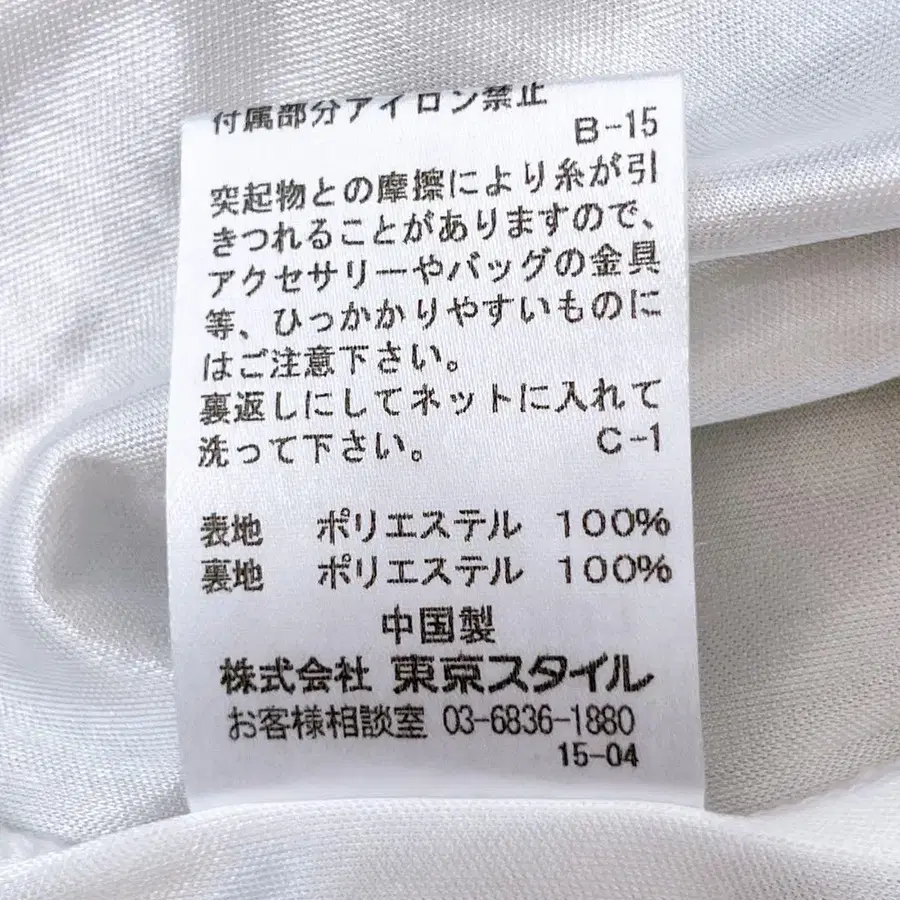 付属部分アイロン禁止
B-15
突起物との摩擦により糸が引
きつれることがありますので、
アクセサリーやバッグの金具
等、ひっかかりやすいものに
はご注意下さい。
裏返しにしてネットに入れて
洗って下さい。 C-1
表地 ポリエステル 100%
裏地 ポリエステル 100%
中国製
株式会社 東京スタイル
お客様相談室 03-6836-1880
15-04